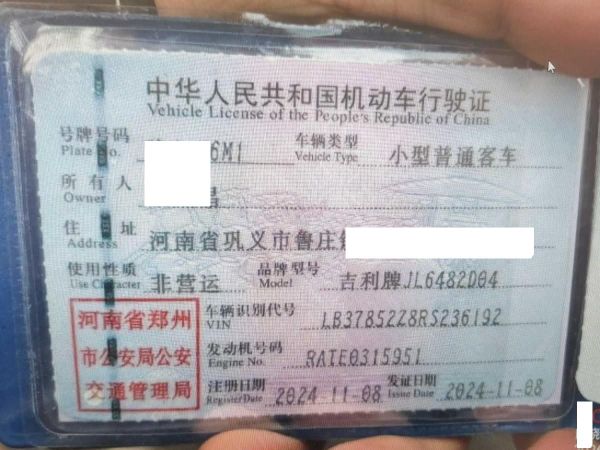 中华人民共和国机动车行驶证
Vehicle License of the People's Republic of China
号牌号码 6M1 车辆类型 小型普通客车
Plate No. Vehicle Type
所有人
Owner
住址 河南省巩义市鲁庄
Address
使用性质 非营运 品牌型号 吉利牌JL6482D04
Use Character Model
河南省郑州 车辆识别代号 LB37852Z8RS236192
VIN
市公安局公安 发动机号码 RATE0315951
Engine No.
交通管理局 注册日期 2024-11-08 发证日期 2024-11-08
Register Date Issue Date